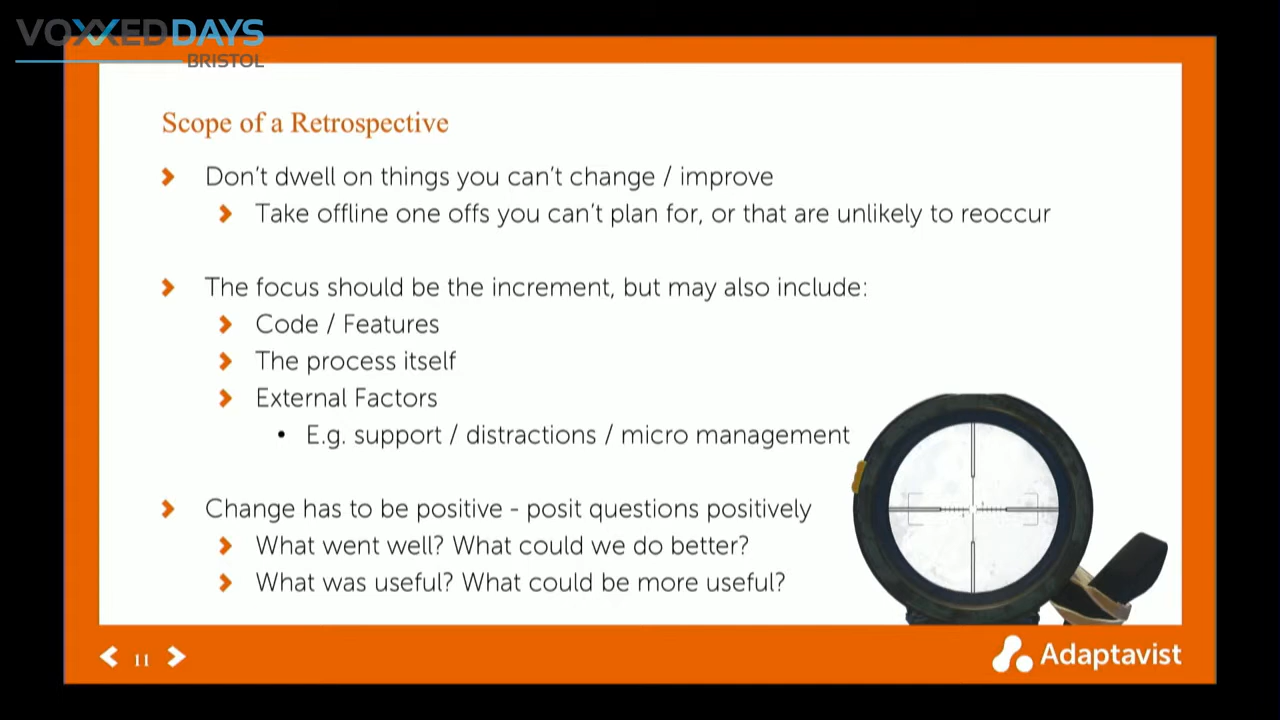 VOXXEDDAYS
BRISTOL
Scope of a Retrospective
Don't dwell on things you can't change / improve
Take offline one offs you can't plan for, or that are unlikely to reoccur
The focus should be the increment, but may also include:
Code / Features
The process itself
External Factors
• E.g. support / distractions / micro management
Change has to be positive - posit questions positively
What went well? What could we do better?
What was useful? What could be more useful?
11
Adaptavist